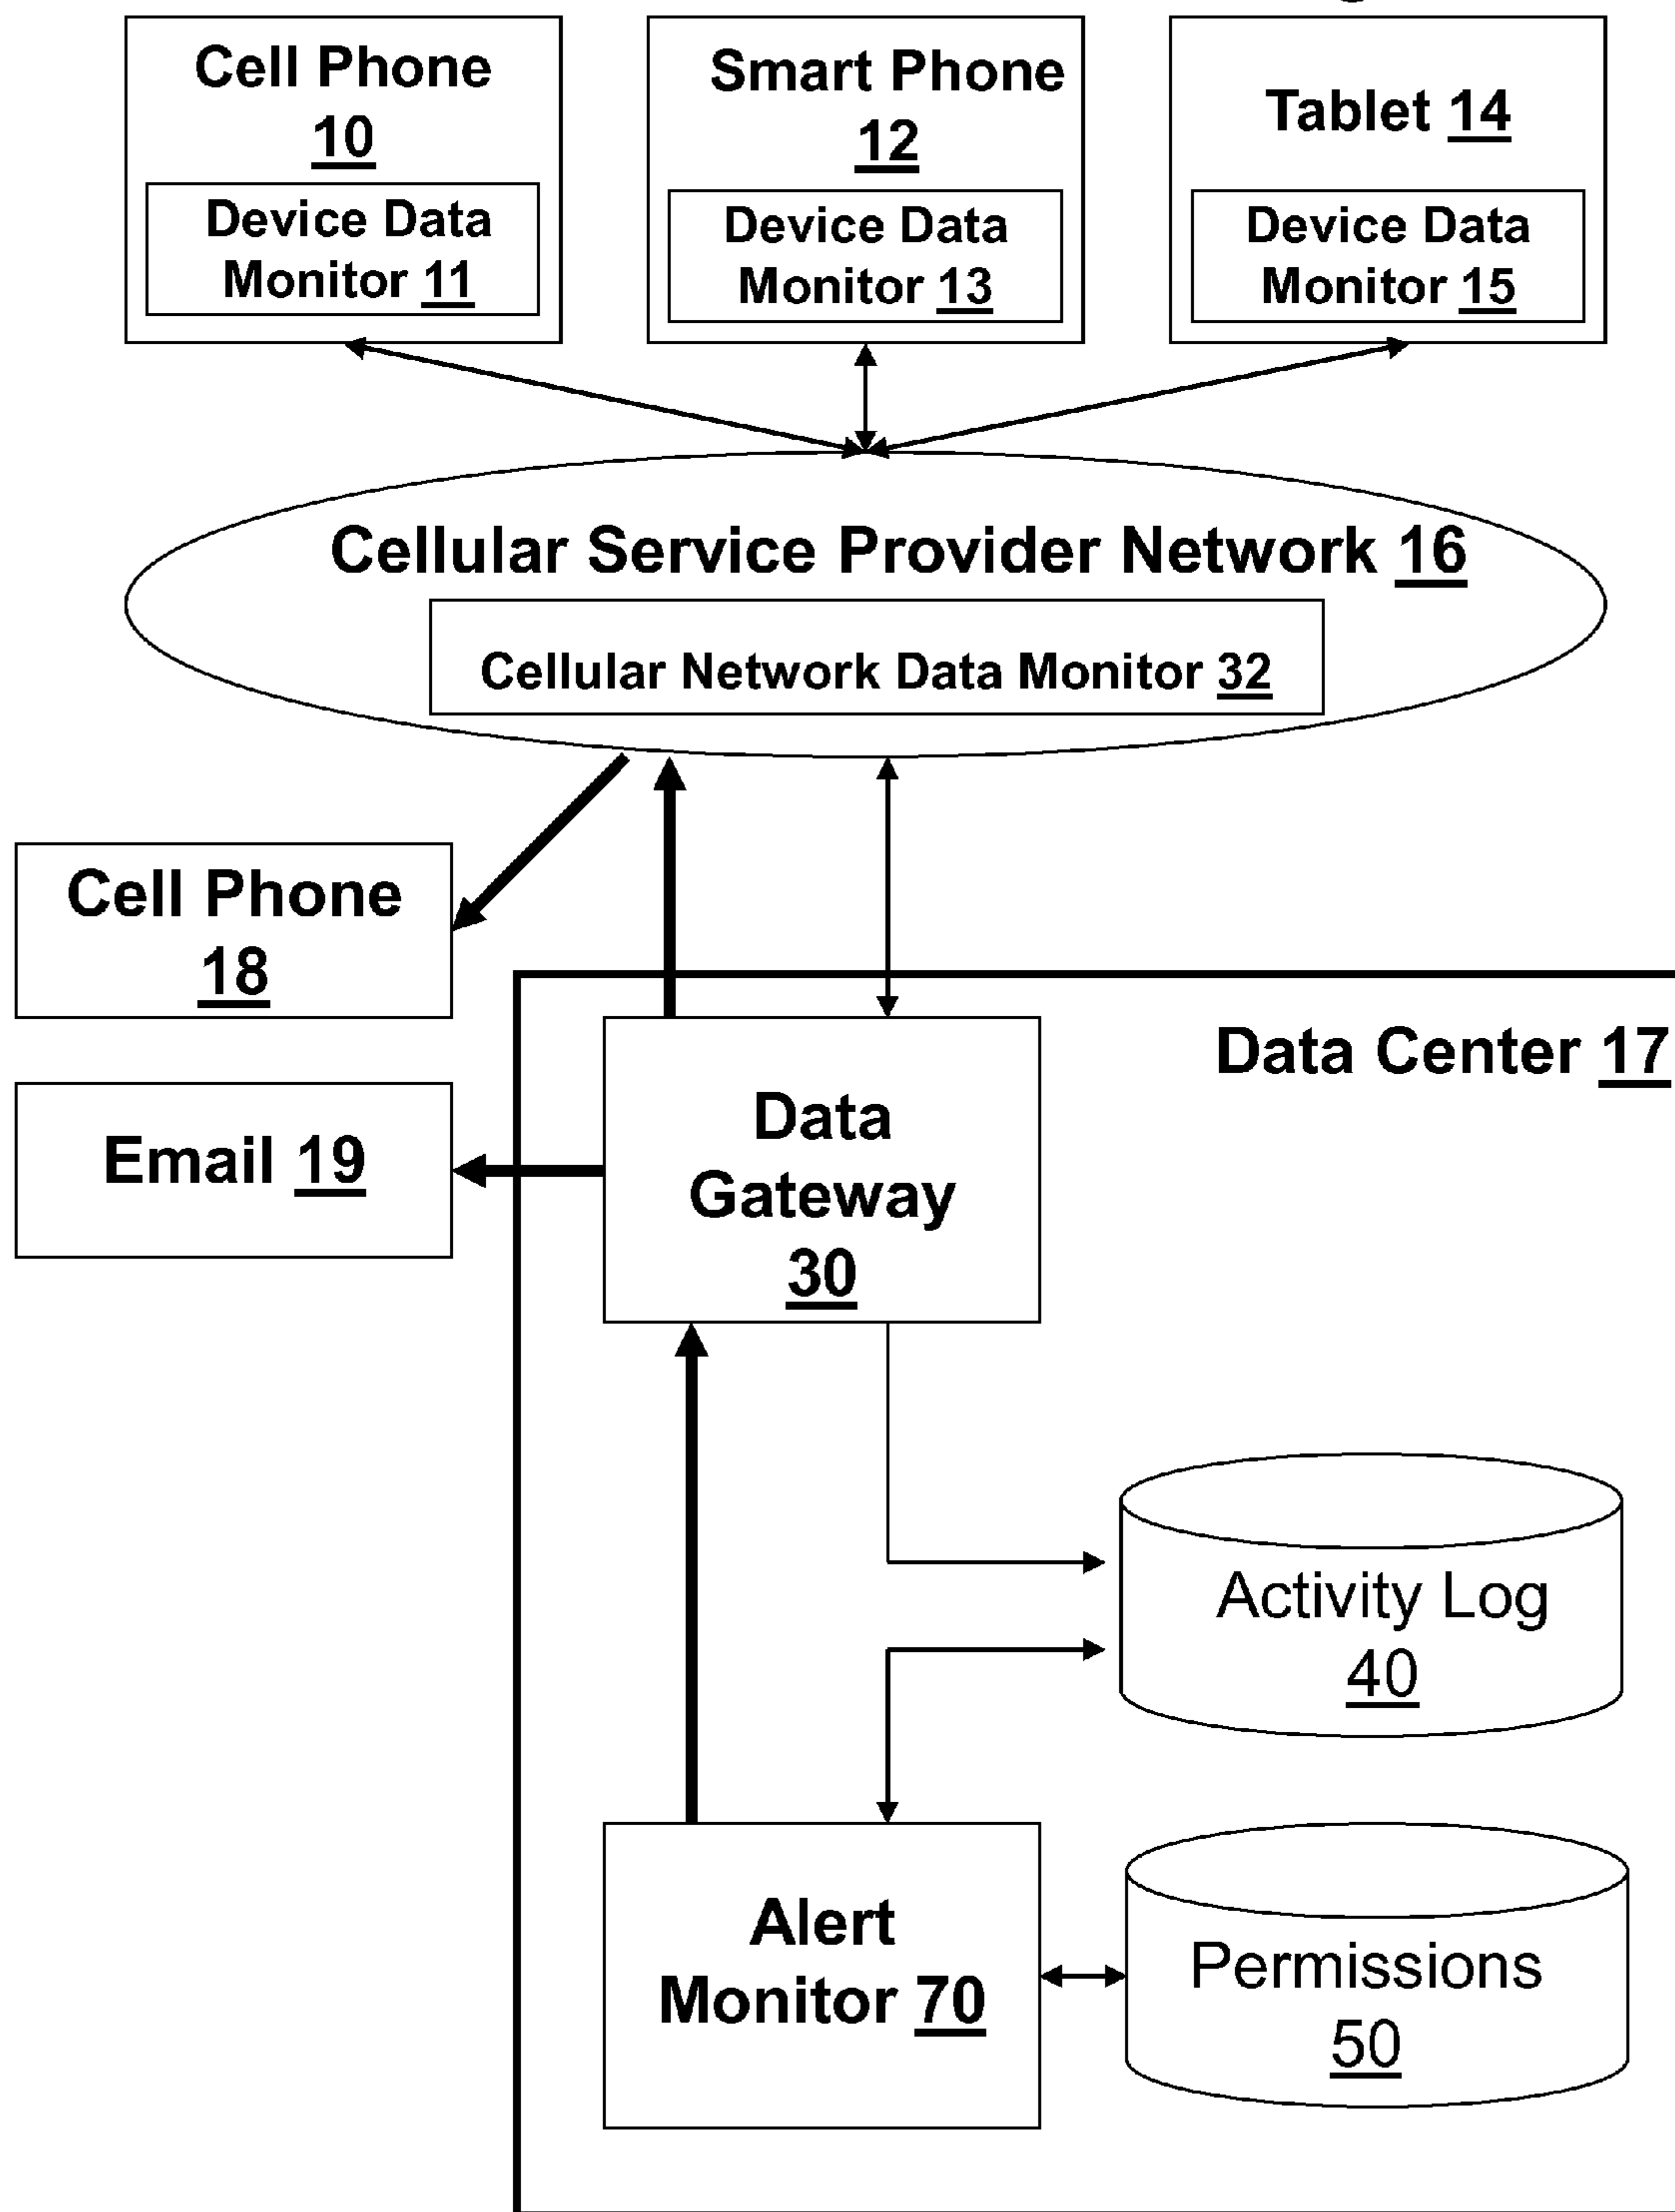 Cell Phone
10
Device Data
Monitor 11
Smart Phone
12
Device Data
Monitor 13
Tablet 14
Device Data
Monitor 15
Cellular Service Provider Network 16
Cellular Network Data Monitor 32
Cell Phone
18
Data Center 17
Email 19
Data
Gateway
30
Activity Log
40
Alert
Monitor 70
Permissions
50